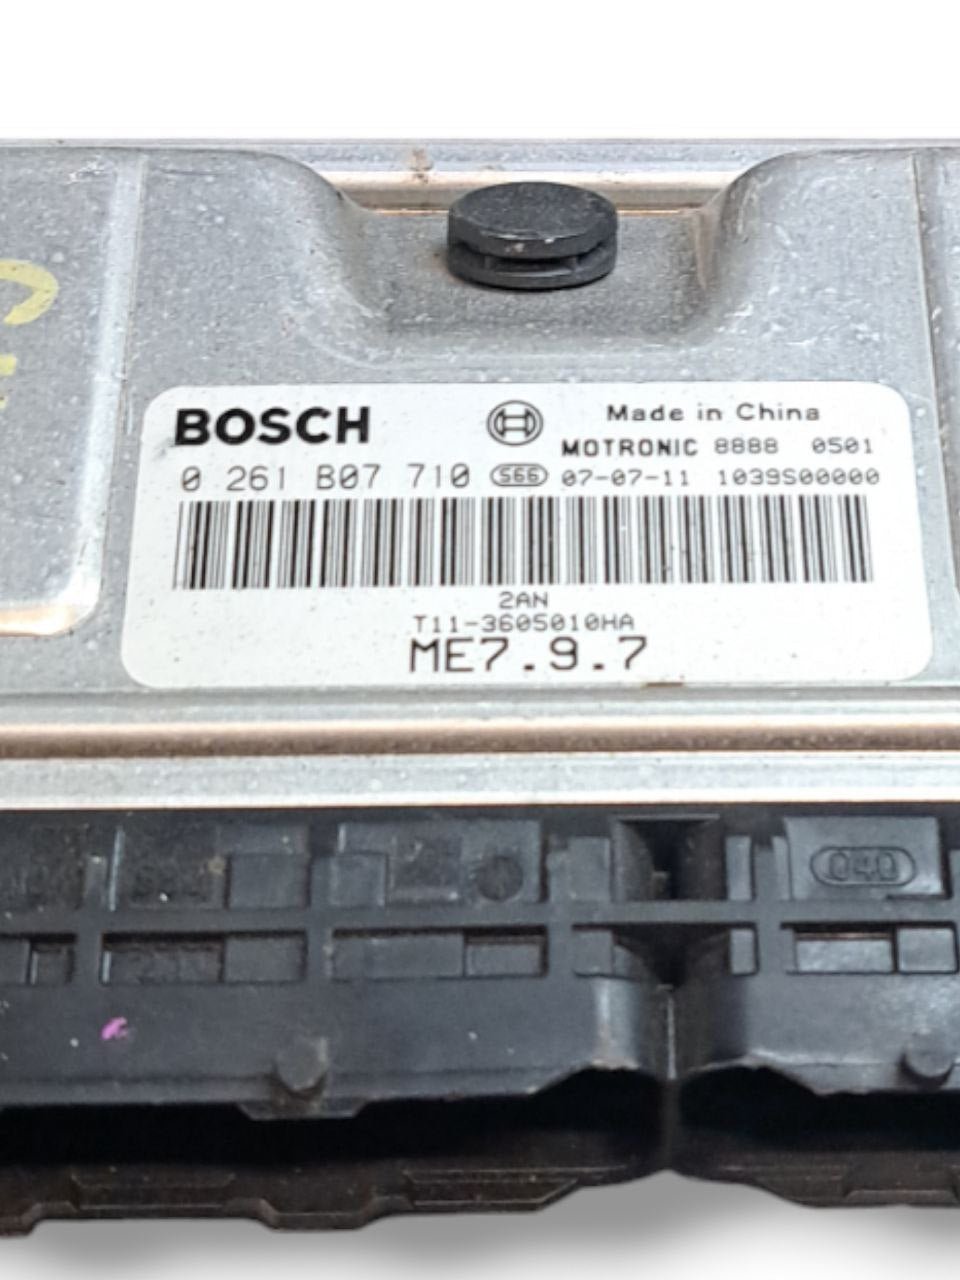 BOSCH Made in China
MOTRONIC 8888 0501
0 261 B07 710 S66 07-07-11 1039S00000
2AN
T11-3605010HA
ME7.9.7
040